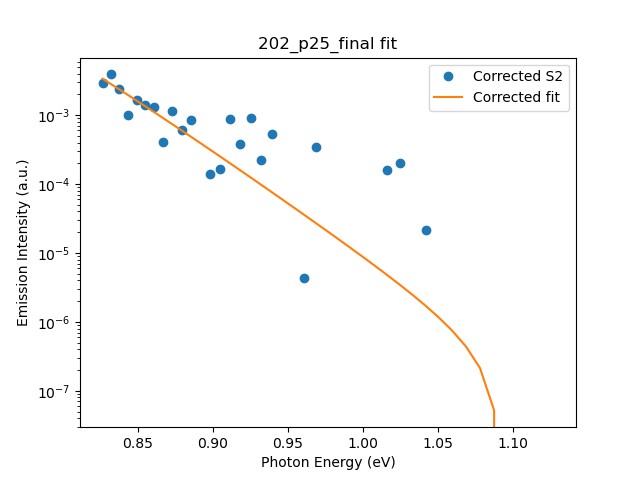 202_p25_final fit
Corrected S2
Corrected fit
Emission Intensity (a.u.)
10⁻³
10⁻⁴
10⁻⁵
10⁻⁶
10⁻⁷
0.85 0.90 0.95 1.00 1.05 1.10
Photon Energy (eV)